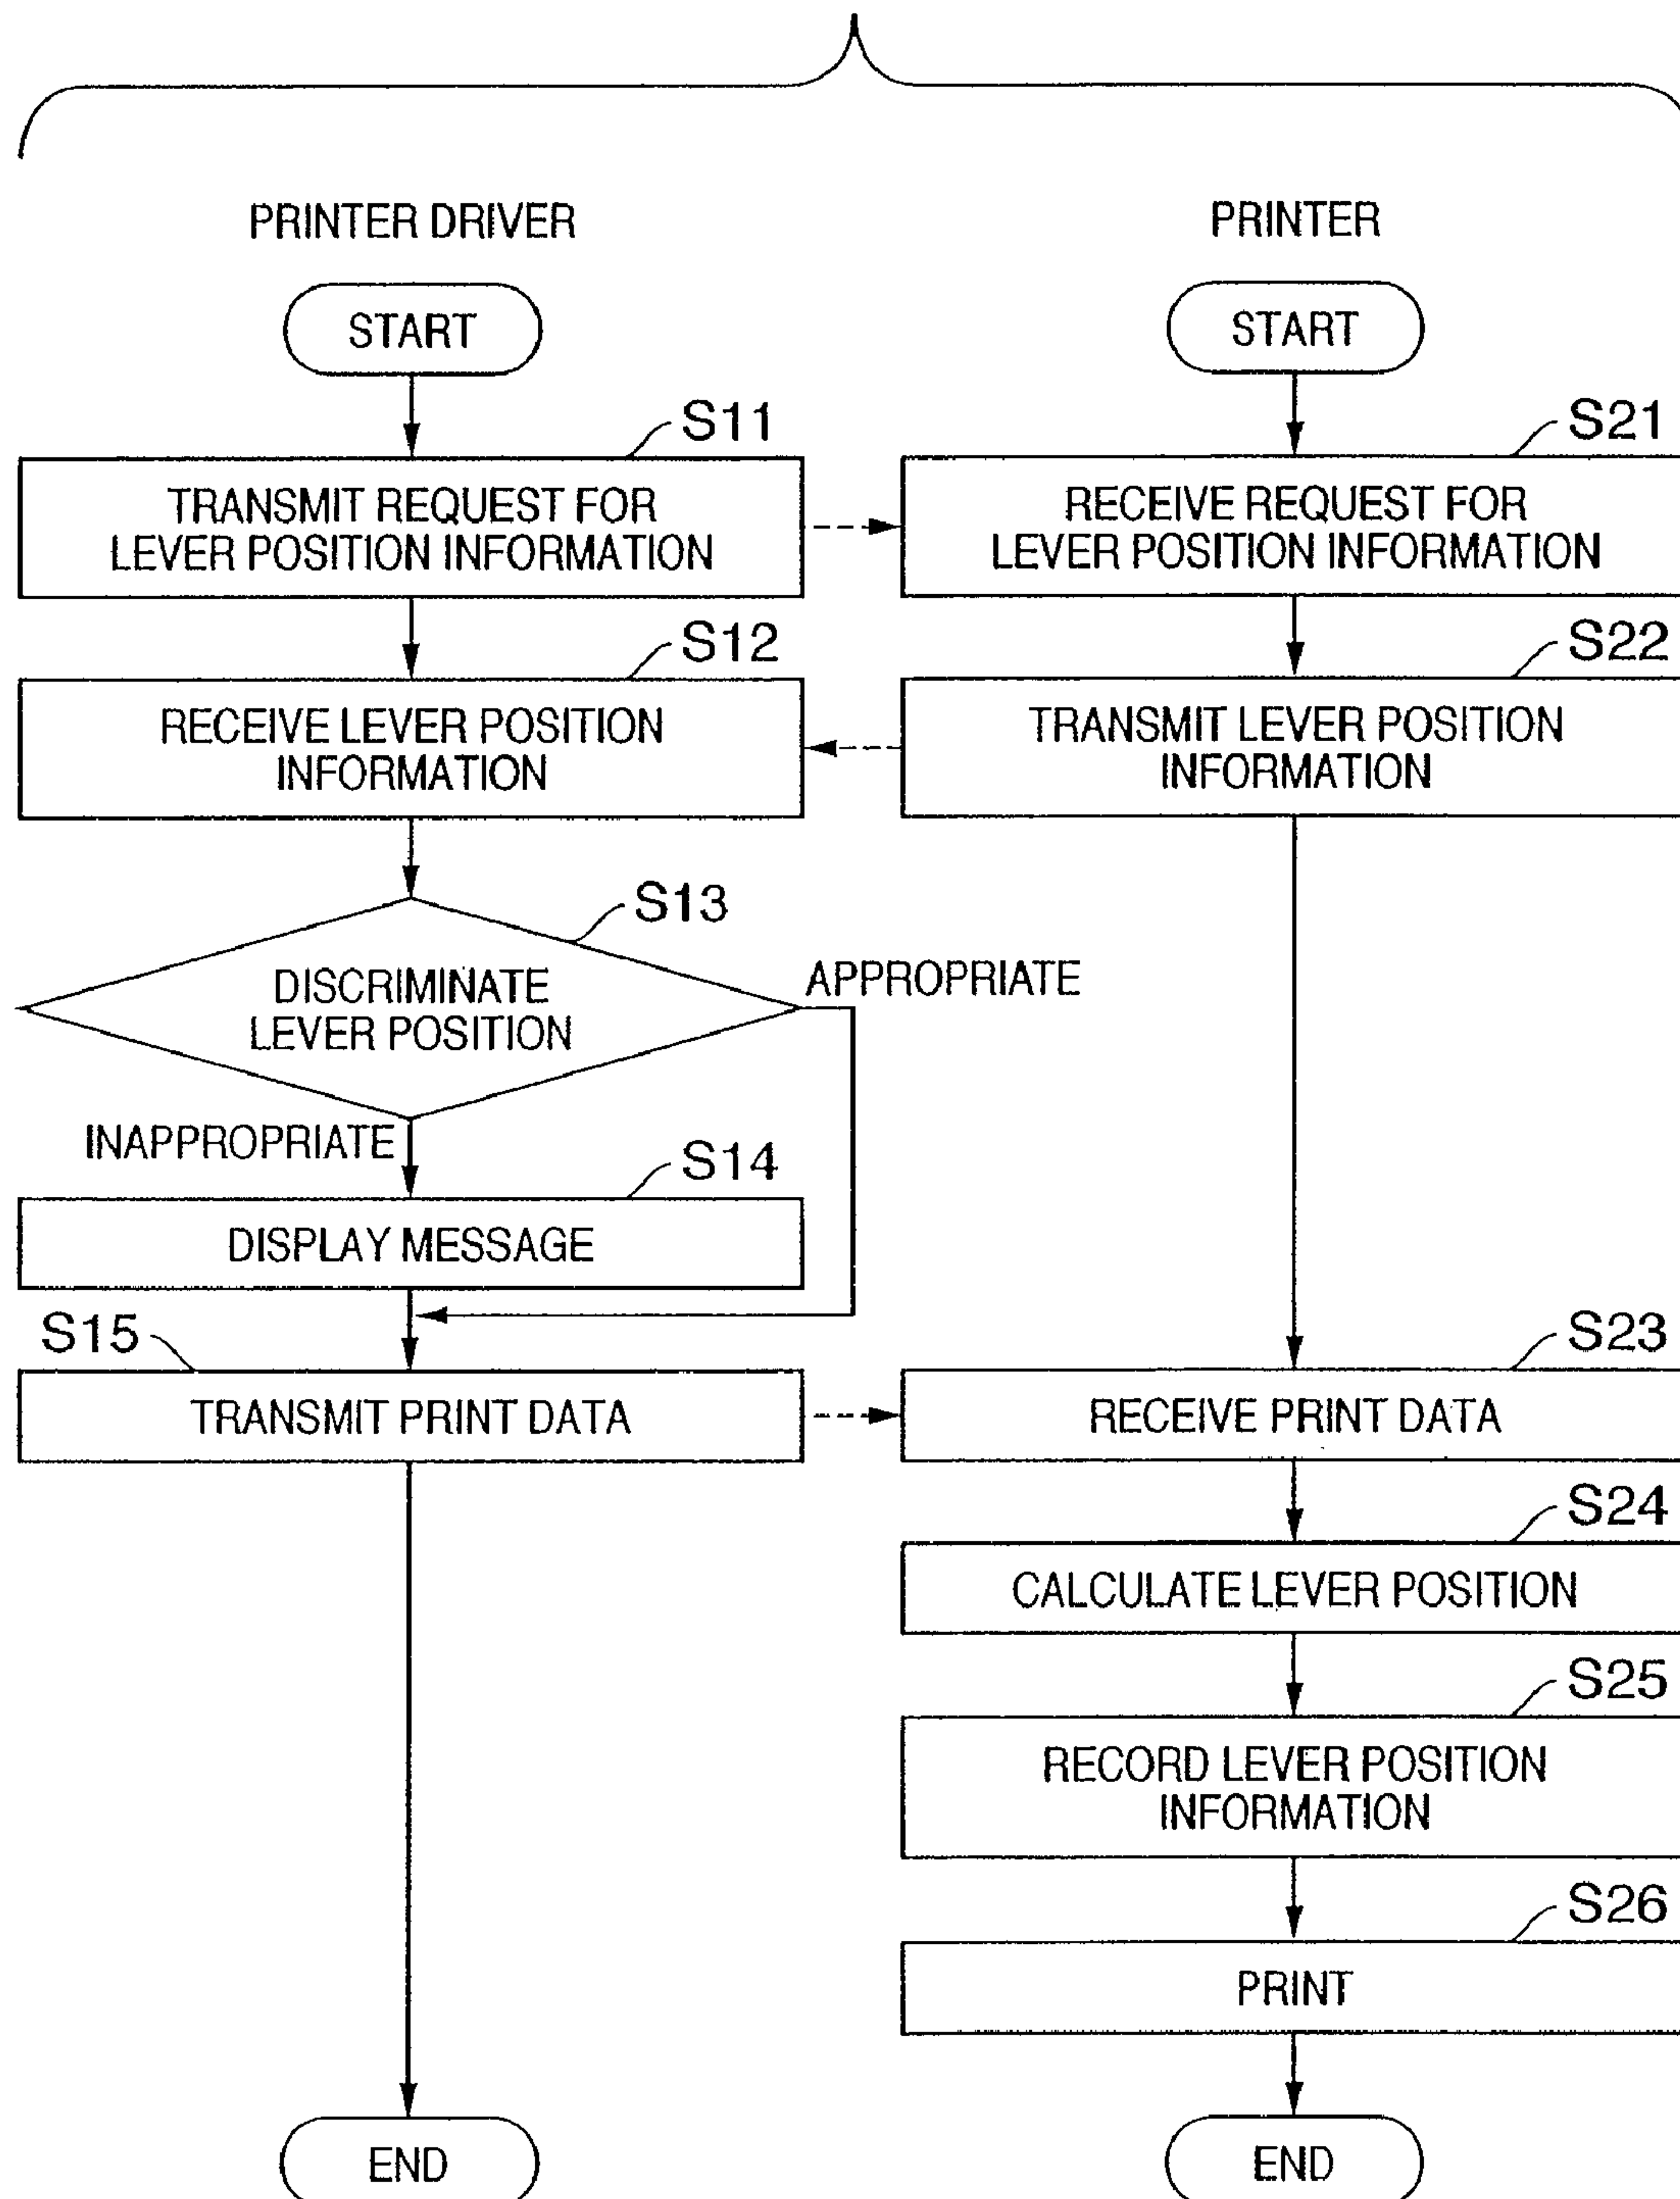 PRINTER DRIVER
START
S11
TRANSMIT REQUEST FOR
LEVER POSITION INFORMATION
S12
RECEIVE LEVER POSITION
INFORMATION
S13
DISCRIMINATE
LEVER POSITION
APPROPRIATE
INAPPROPRIATE
S14
DISPLAY MESSAGE
S15
TRANSMIT PRINT DATA
END
PRINTER
START
S21
RECEIVE REQUEST FOR
LEVER POSITION INFORMATION
S22
TRANSMIT LEVER POSITION
INFORMATION
S23
RECEIVE PRINT DATA
S24
CALCULATE LEVER POSITION
S25
RECORD LEVER POSITION
INFORMATION
S26
PRINT
END